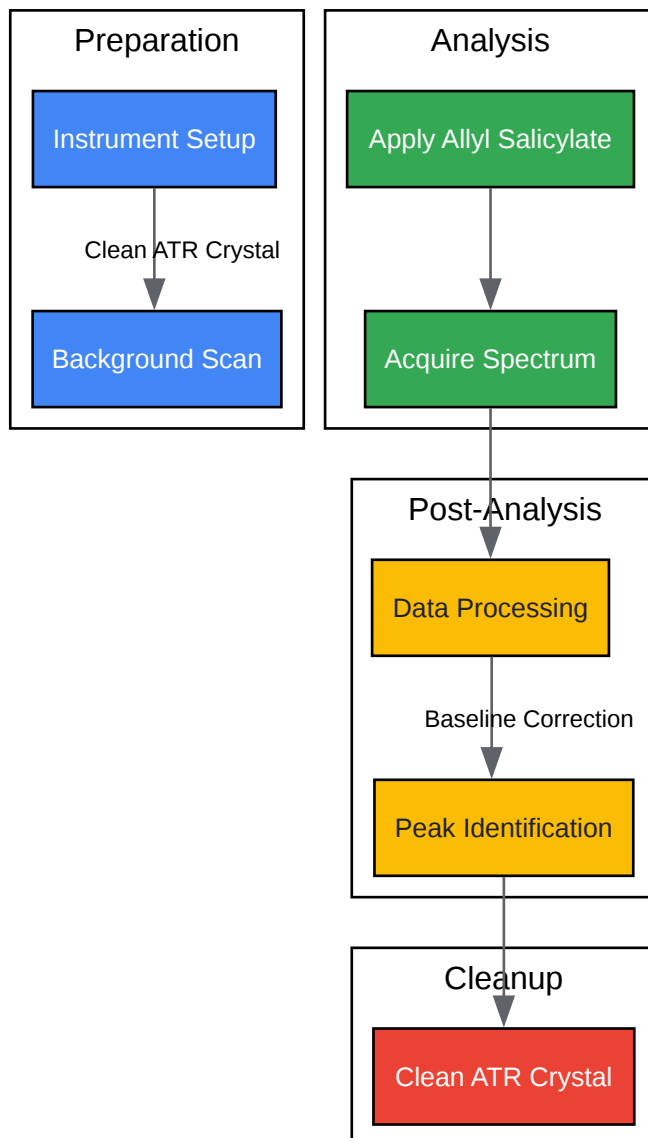 Preparation
Instrument Setup
Clean ATR Crystal
Background Scan
Analysis
Apply Allyl Salicylate
Acquire Spectrum
Post-Analysis
Data Processing
Baseline Correction
Peak Identification
Cleanup
Clean ATR Crystal